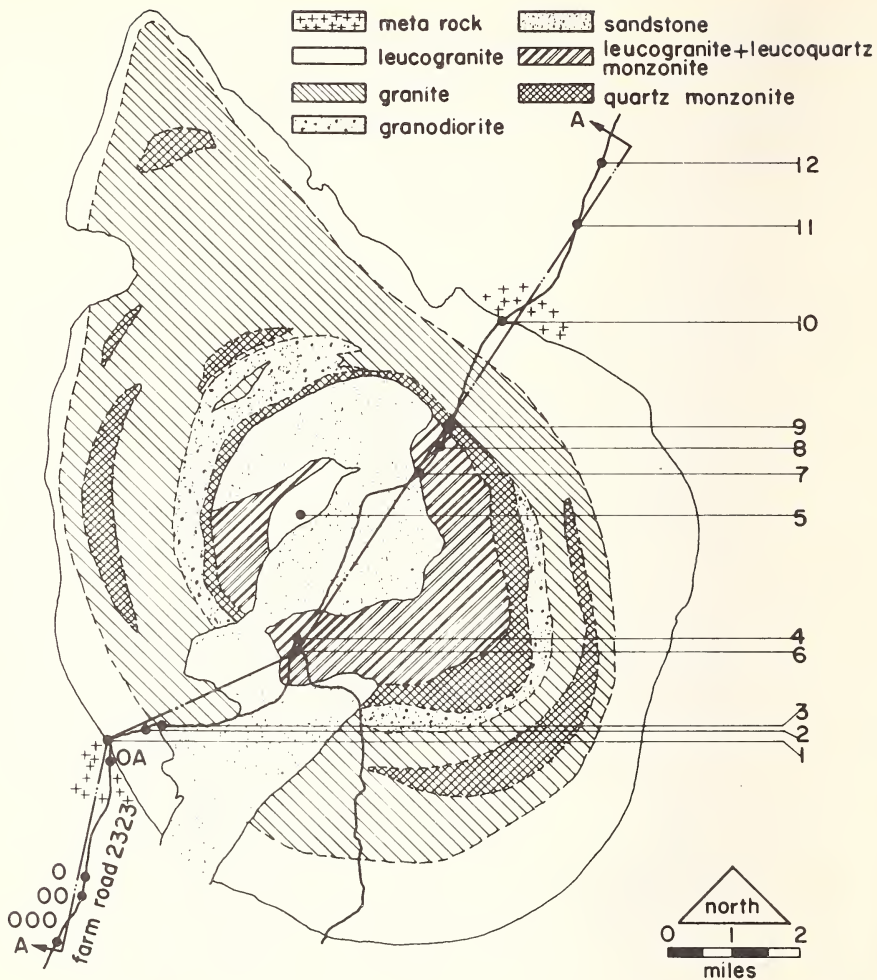 meta rock
leucogranite
granite
granodiorite
sandstone
leucogranite+leucoquartz
monzonite
quartz monzonite
A
12
11
10
9
8
7
5
4
6
3
2
1
OA
O
OO
OOO
A
farm road 2323
north
0 1 2
miles